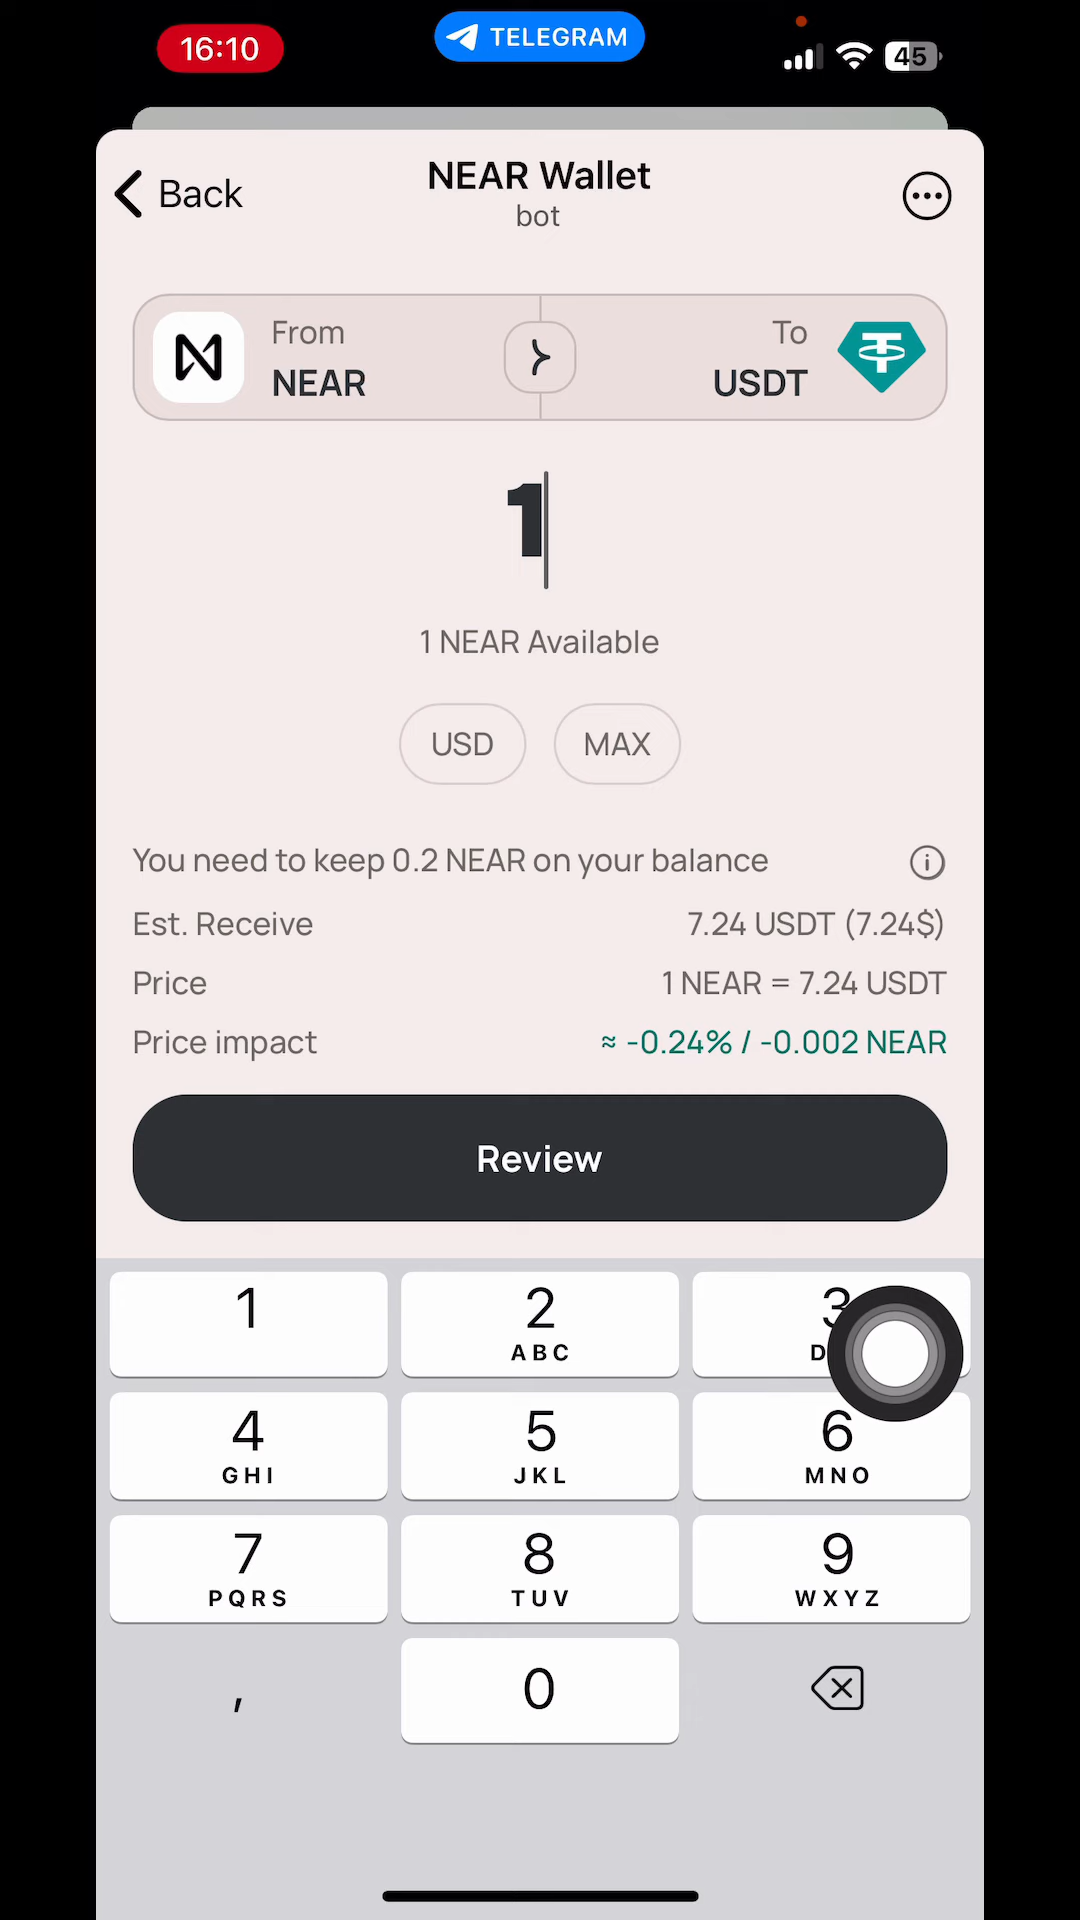 16:10
TELEGRAM
45
Back
NEAR Wallet
bot
From
NEAR
To
USDT
1
1 NEAR Available
USD
MAX
You need to keep 0.2 NEAR on your balance
Est. Receive
7.24 USDT (7.24$)
Price
1 NEAR = 7.24 USDT
Price impact
≈ -0.24% / -0.002 NEAR
Review
1
2
ABC
3
D
4
GHI
5
JKL
6
MNO
7
PQRS
8
TUV
9
WXYZ
,
0